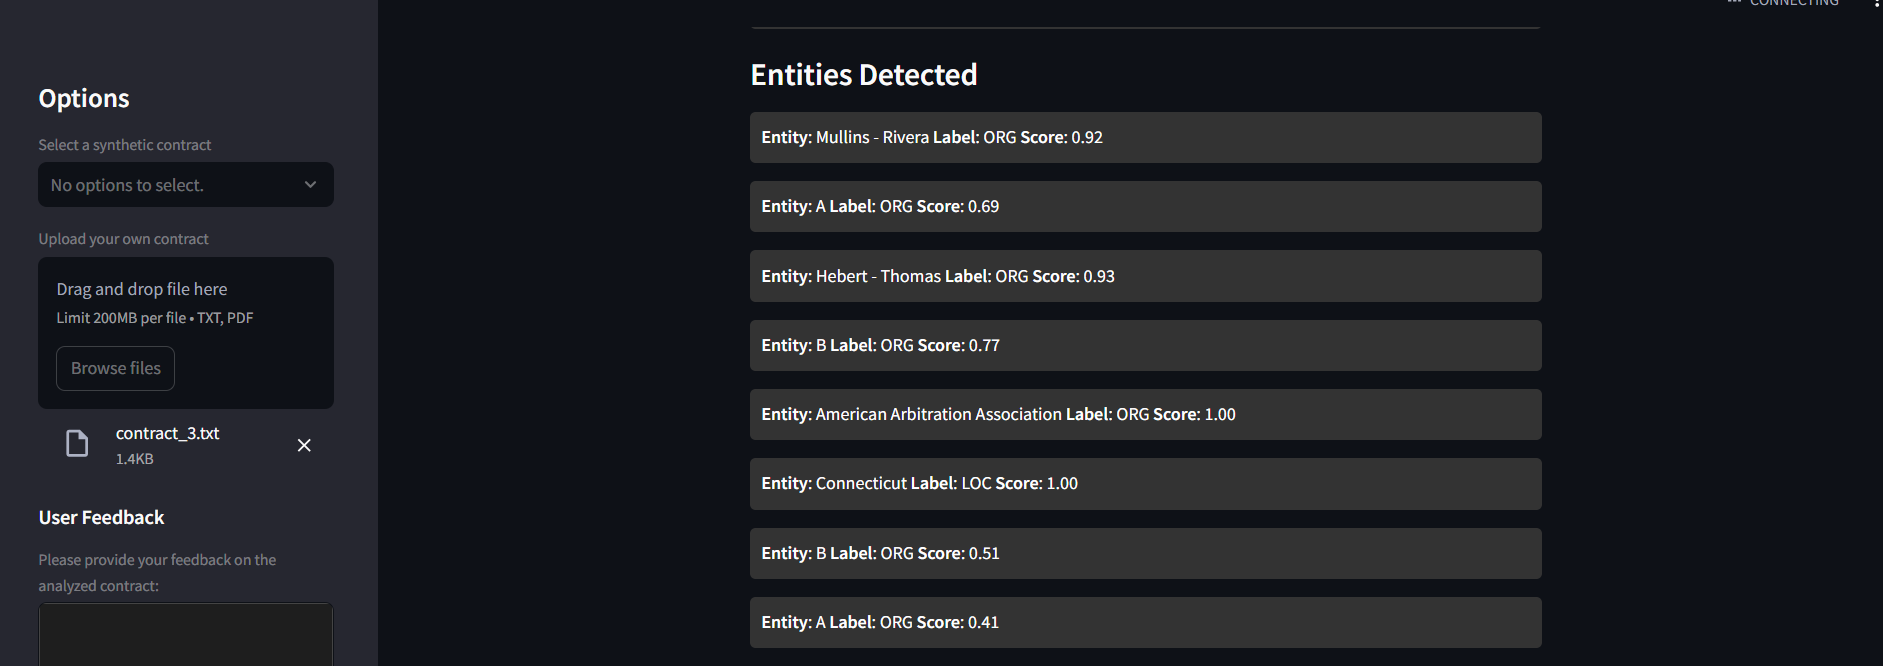 CONNECTING
Options
Select a synthetic contract
No options to select.
Upload your own contract
Drag and drop file here
Limit 200MB per file • TXT, PDF
Browse files
contract_3.txt
1.4KB
User Feedback
Please provide your feedback on the
analyzed contract:
Entities Detected
Entity: Mullins - Rivera Label: ORG Score: 0.92
Entity: A Label: ORG Score: 0.69
Entity: Hebert - Thomas Label: ORG Score: 0.93
Entity: B Label: ORG Score: 0.77
Entity: American Arbitration Association Label: ORG Score: 1.00
Entity: Connecticut Label: LOC Score: 1.00
Entity: B Label: ORG Score: 0.51
Entity: A Label: ORG Score: 0.41